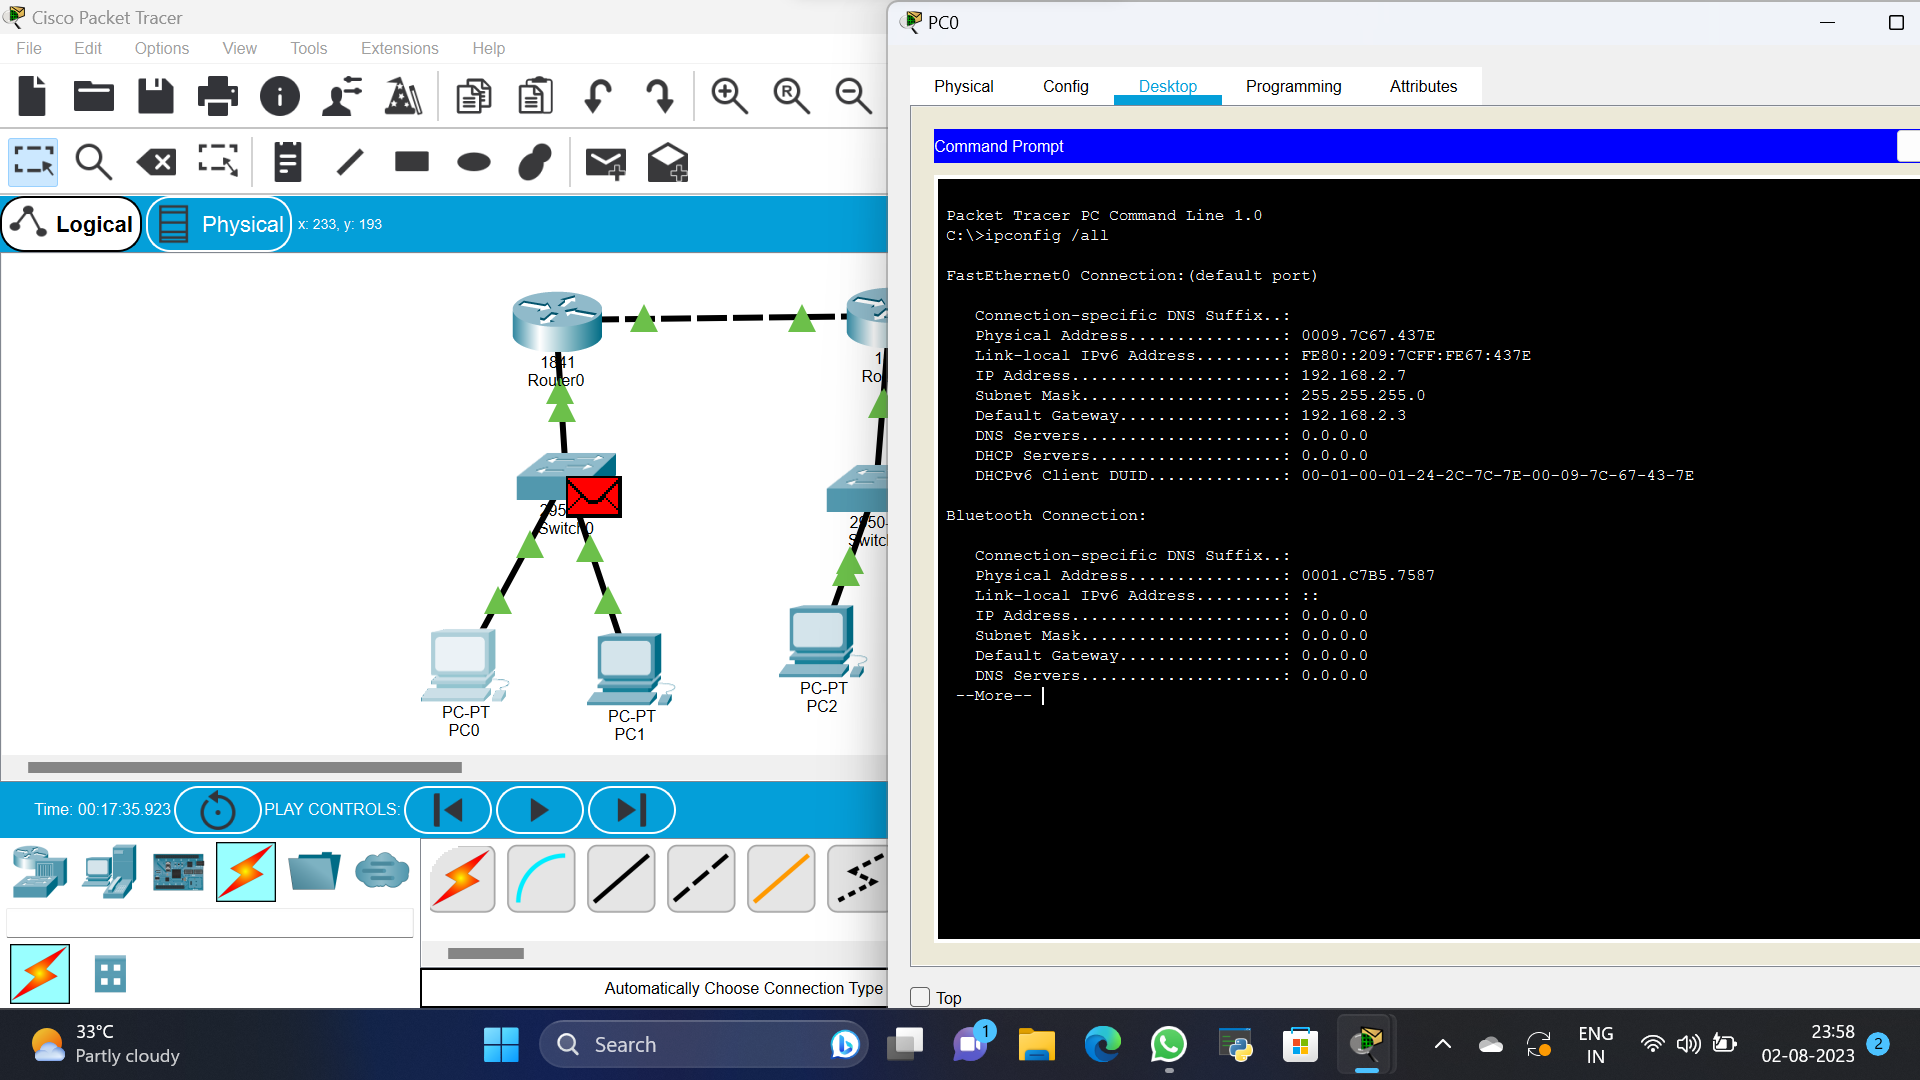 Cisco Packet Tracer
File Edit Options View Tools Extensions Help
Logical
Physical
x: 233, y: 193
1841
Router0
Switch0
2950-
PC-PT
PC0
PC-PT
PC1
PC-PT
PC2
Time: 00:17:35.923
PLAY CONTROLS:
Automatically Choose Connection Type
PC0
Physical Config Desktop Programming Attributes
Command Prompt
Packet Tracer PC Command Line 1.0
C:\>ipconfig /all
FastEthernet0 Connection:(default port)
Connection-specific DNS Suffix..:
Physical Address................: 0009.7C67.437E
Link-local IPv6 Address.........: FE80::209:7CFF:FE67:437E
IP Address......................: 192.168.2.7
Subnet Mask.....................: 255.255.255.0
Default Gateway.................: 192.168.2.3
DNS Servers.....................: 0.0.0.0
DHCP Servers....................: 0.0.0.0
DHCPv6 Client DUID..............: 00-01-00-01-24-2C-7C-7E-00-09-7C-67-43-7E
Bluetooth Connection:
Connection-specific DNS Suffix..:
Physical Address................: 0001.C7B5.7587
Link-local IPv6 Address.........: ::
IP Address......................: 0.0.0.0
Subnet Mask.....................: 0.0.0.0
Default Gateway.................: 0.0.0.0
DNS Servers.....................: 0.0.0.0
--More--
Top
33°C
Partly cloudy
Search
1
ENG
IN
23:58
02-08-2023
2